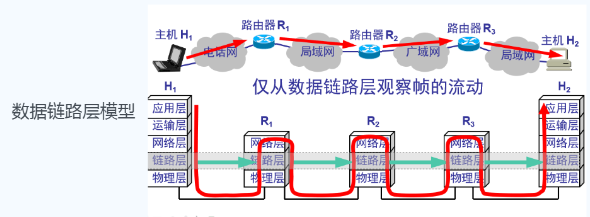 数据链路层模型
主机 H1
路由器 R1
路由器 R2
路由器 R3
主机 H2
电话网
局域网
广域网
局域网
仅从数据链路层观察帧的流动
H1
应用层
运输层
网络层
链路层
物理层
R1
网络层
链路层
物理层
R2
网络层
链路层
物理层
R3
网络层
链路层
物理层
H2
应用层
运输层
网络层
链路层
物理层